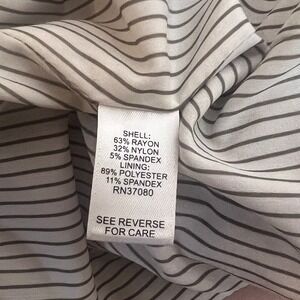 SHELL:
63% RAYON
32% NYLON
5% SPANDEX
LINING:
89% POLYESTER
11% SPANDEX
RN37080
SEE REVERSE
FOR CARE